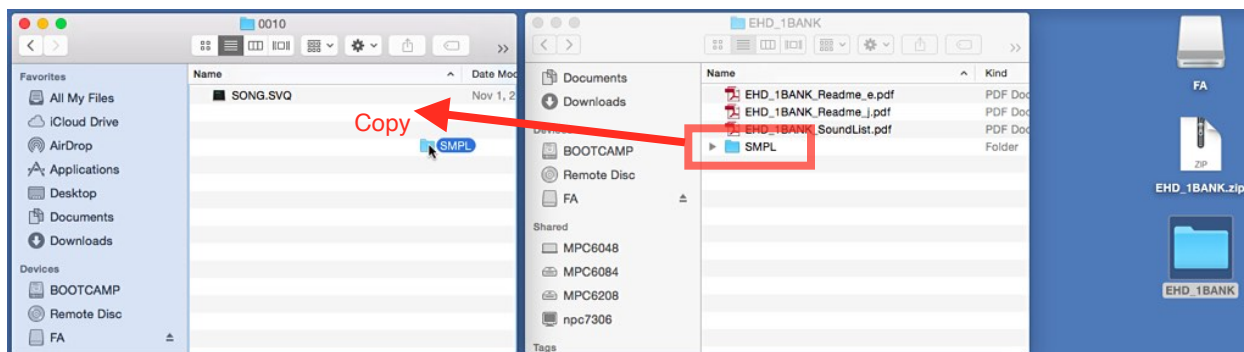 0010
Favorites
All My Files
iCloud Drive
AirDrop
Applications
Desktop
Documents
Downloads
Devices
BOOTCAMP
Remote Disc
FA
Name
Date Moc
SONG.SVQ
Nov 1, 2
Copy
SMPL
EHD_1BANK
Documents
Downloads
BOOTCAMP
Remote Disc
FA
Shared
MPC6048
MPC6084
MPC6208
npc7306
Tags
Name
Kind
EHD_1BANK_Readme_e.pdf
PDF Doc
EHD_1BANK_Readme_j.pdf
PDF Doc
EHD_1BANK_SoundList.pdf
PDF Doc
SMPL
Folder
FA
ZIP
EHD_1BANK.zip
EHD_1BANK